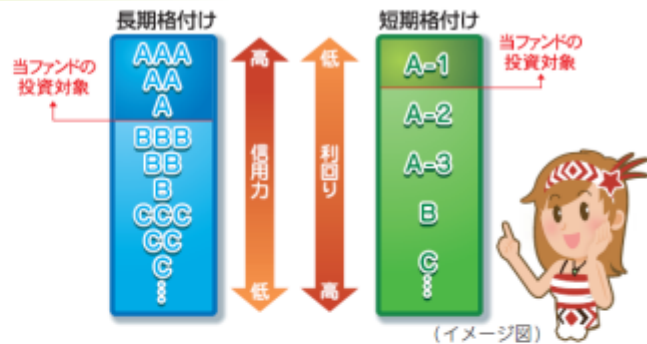 長期格付け
当ファンドの
投資対象
AAA
AA
A
BBB
BB
B
CCC
CC
C
⋮
高
信用力
低
低
利回り
高
短期格付け
当ファンドの
投資対象
A-1
A-2
A-3
B
C
⋮
(イメージ図)